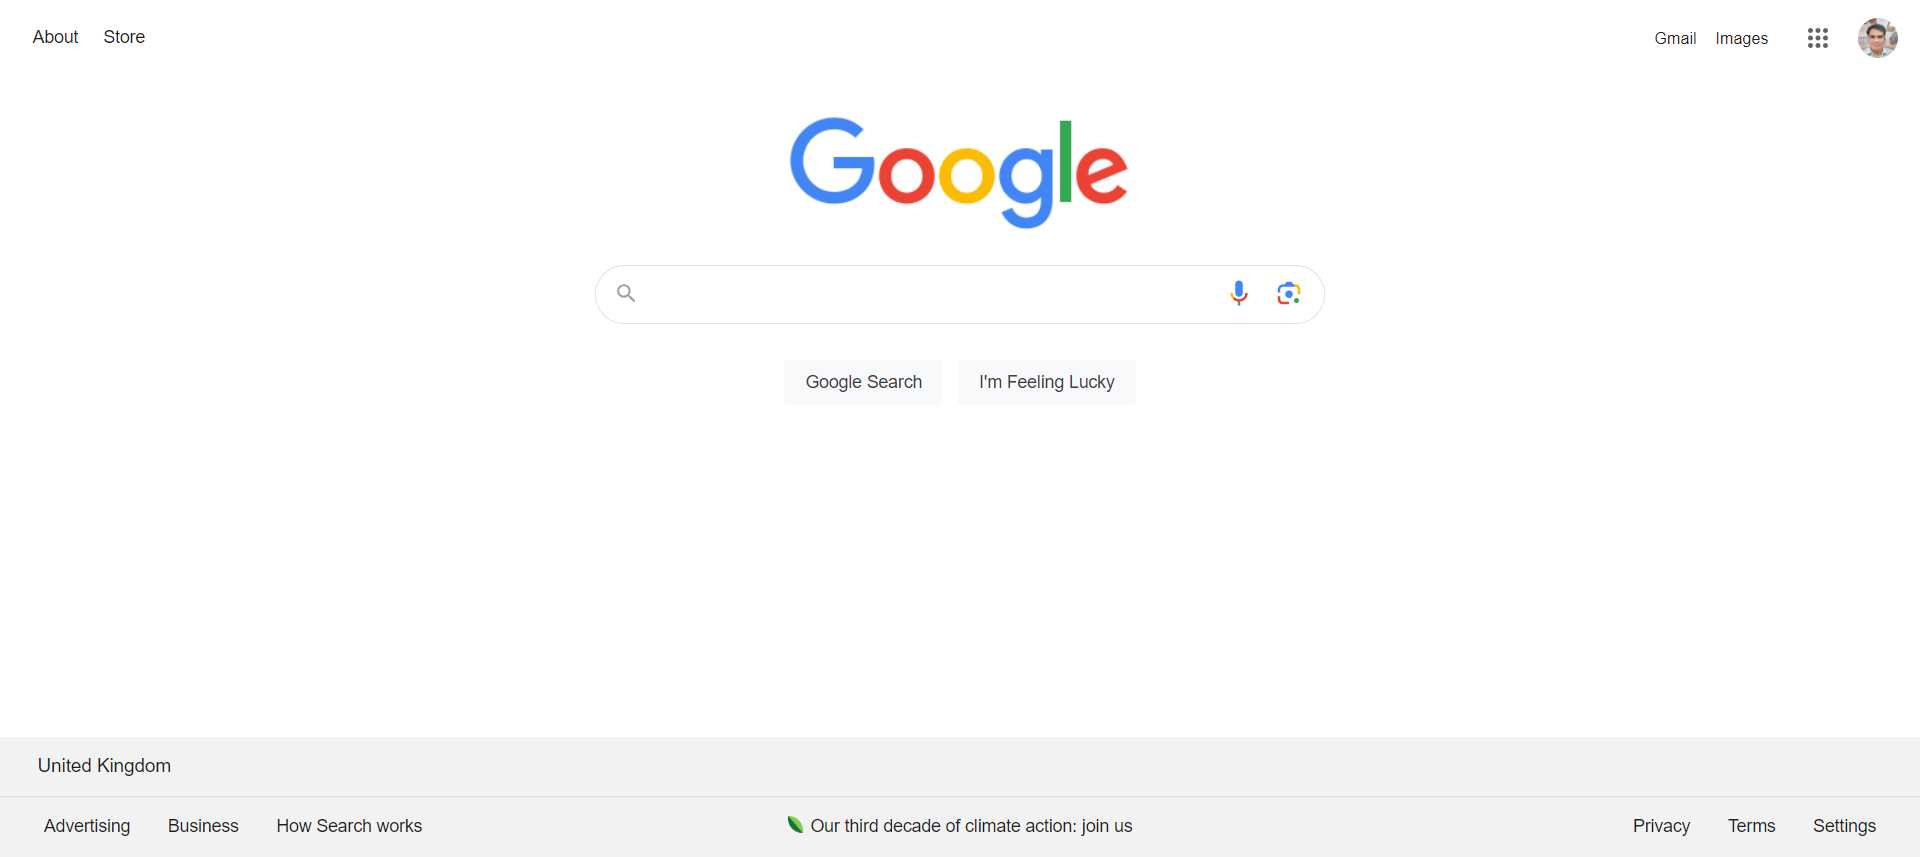 About Store
Gmail Images
Google
Google Search I'm Feeling Lucky
United Kingdom
Advertising Business How Search works Our third decade of climate action: join us Privacy Terms Settings